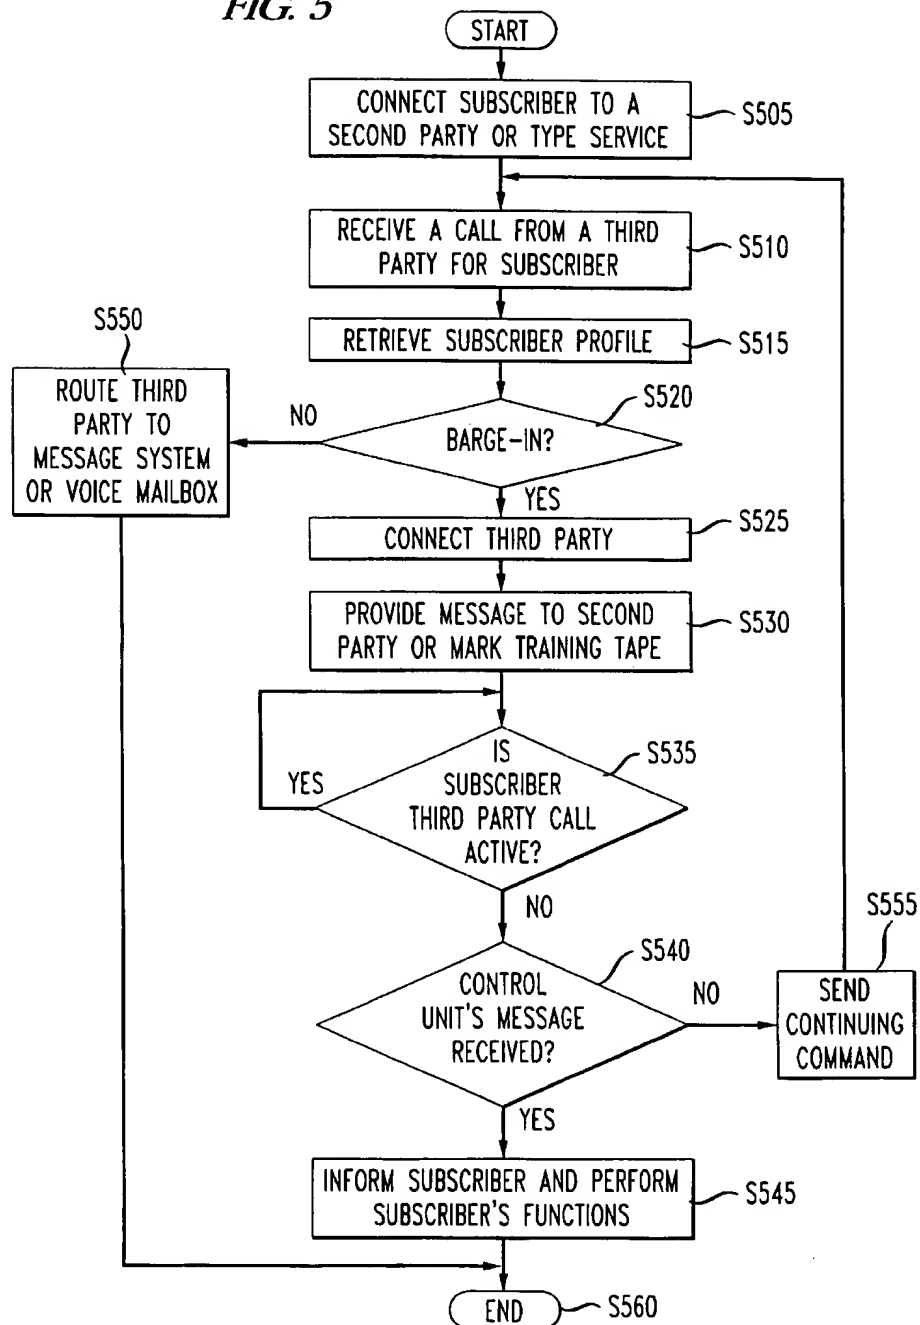 FIG. 5
START
CONNECT SUBSCRIBER TO A
SECOND PARTY OR TYPE SERVICE
S505
RECEIVE A CALL FROM A THIRD
PARTY FOR SUBSCRIBER
S510
RETRIEVE SUBSCRIBER PROFILE
S515
S550
ROUTE THIRD
PARTY TO
MESSAGE SYSTEM
OR VOICE MAILBOX
NO
BARGE-IN?
S520
YES
CONNECT THIRD PARTY
S525
PROVIDE MESSAGE TO SECOND
PARTY OR MARK TRAINING TAPE
S530
YES
IS
SUBSCRIBER
THIRD PARTY CALL
ACTIVE?
S535
NO
CONTROL
UNIT'S MESSAGE
RECEIVED?
S540
NO
S555
SEND
CONTINUING
COMMAND
YES
INFORM SUBSCRIBER AND PERFORM
SUBSCRIBER'S FUNCTIONS
S545
END
S560